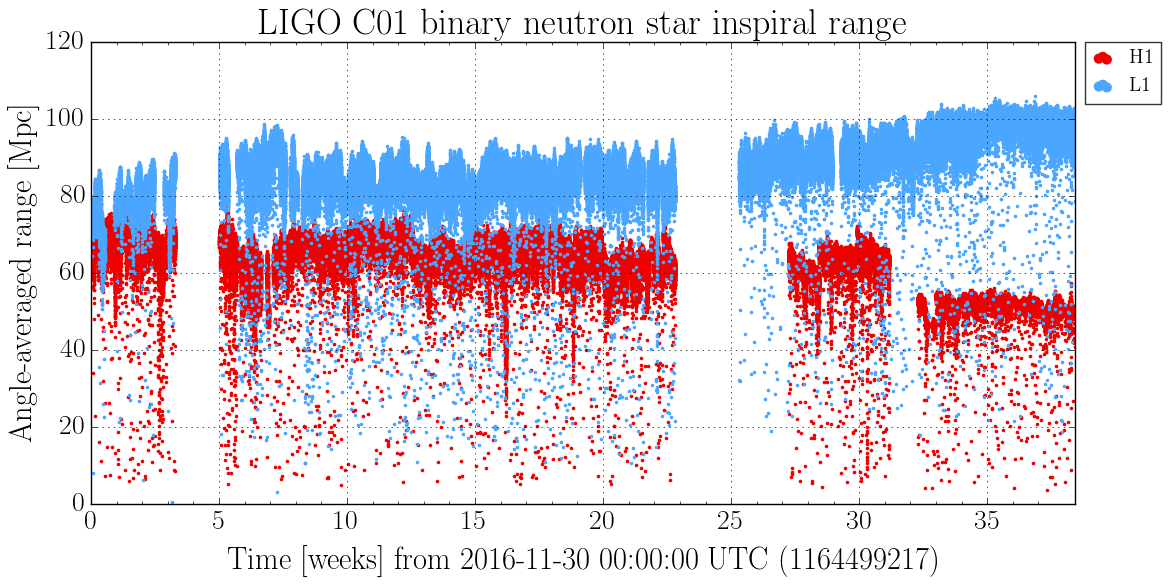 LIGO C01 binary neutron star inspiral range
Angle-averaged range [Mpc]
120
100
80
60
40
20
0
0 5 10 15 20 25 30 35
Time [weeks] from 2016-11-30 00:00:00 UTC (1164499217)
H1
L1